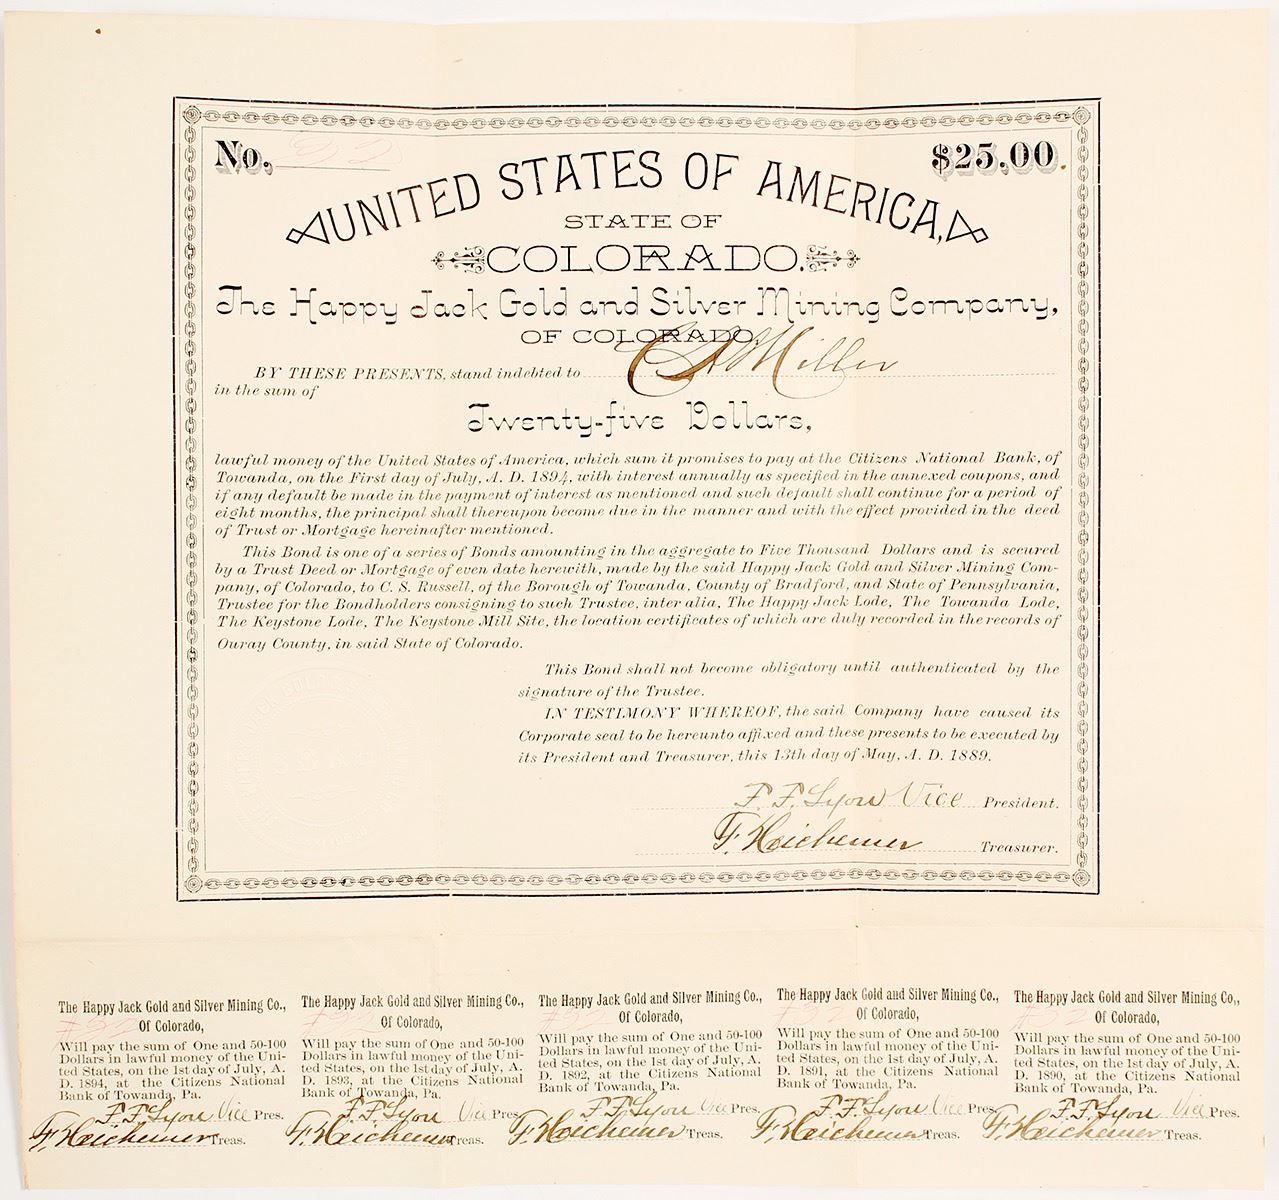 No. 52 $25.00
UNITED STATES OF AMERICA,
STATE OF
COLORADO.
The Happy Jack Gold and Silver Mining Company,
OF COLORADO,
BY THESE PRESENTS, stand indebted to C A Miller
in the sum of
Twenty-five Dollars,
lawful money of the United States of America, which sum it promises to pay at the Citizens National Bank, of
Towanda, on the First day of July, A. D. 1894, with interest annually as specified in the annexed coupons, and
if any default be made in the payment of interest as mentioned and such default shall continue for a period of
eight months, the principal shall thereupon become due in the manner and with the effect provided in the deed
of Trust or Mortgage hereinafter mentioned.
This Bond is one of a series of Bonds amounting in the aggregate to Five Thousand Dollars and is secured
by a Trust Deed or Mortgage of even date herewith, made by the said Happy Jack Gold and Silver Mining Com-
pany, of Colorado, to C. S. Russell, of the Borough of Towanda, County of Bradford, and State of Pennsylvania,
Trustee for the Bondholders consigning to such Trustee, inter alia, The Happy Jack Lode, The Towanda Lode,
The Keystone Lode, The Keystone Mill Site, the location certificates of which are duly recorded in the records of
Ouray County, in said State of Colorado.
This Bond shall not become obligatory until authenticated by the
signature of the Trustee.
IN TESTIMONY WHEREOF, the said Company have caused its
Corporate seal to be hereunto affixed and these presents to be executed by
its President and Treasurer, this 13th day of May, A. D. 1889.
F. F. Lyon Vice President.
F. Heichemer Treasurer.
The Happy Jack Gold and Silver Mining Co.,
#52 Of Colorado,
Will pay the sum of One and 50-100
Dollars in lawful money of the Uni-
ted States, on the 1st day of July, A.
D. 1894, at the Citizens National
Bank of Towanda, Pa.
F. F. Lyon Vice Pres.
F. Heichemer Treas.
The Happy Jack Gold and Silver Mining Co.,
#52 Of Colorado,
Will pay the sum of One and 50-100
Dollars in lawful money of the Uni-
ted States, on the 1st day of July, A.
D. 1893, at the Citizens National
Bank of Towanda, Pa.
F. F. Lyon Vice Pres.
F. Heichemer Treas.
The Happy Jack Gold and Silver Mining Co.,
#52 Of Colorado,
Will pay the sum of One and 50-100
Dollars in lawful money of the Uni-
ted States, on the 1st day of July, A.
D. 1892, at the Citizens National
Bank of Towanda, Pa.
F. F. Lyon Vice Pres.
F. Heichemer Treas.
The Happy Jack Gold and Silver Mining Co.,
#52 Of Colorado,
Will pay the sum of One and 50-100
Dollars in lawful money of the Uni-
ted States, on the 1st day of July, A.
D. 1891, at the Citizens National
Bank of Towanda, Pa.
F. F. Lyon Vice Pres.
F. Heichemer Treas.
The Happy Jack Gold and Silver Mining Co.,
#52 Of Colorado,
Will pay the sum of One and 50-100
Dollars in lawful money of the Uni-
ted States, on the 1st day of July, A.
D. 1890, at the Citizens National
Bank of Towanda, Pa.
F. F. Lyon Vice Pres.
F. Heichemer Treas.